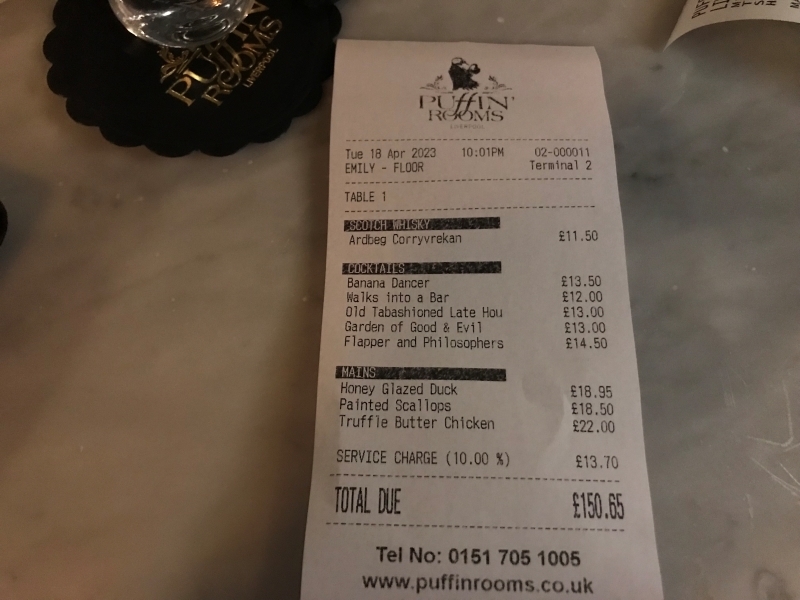 PUffIN'
ROOMS
LIVERPOOL
PUffIN'
ROOMS
LIVERPOOL
Tue 18 Apr 2023 10:01PM 02-000011
EMILY - FLOOR Terminal 2
TABLE 1
SCOTCH WHISKY
Ardbeg Corryvrekan £11.50
COCKTAILS
Banana Dancer £13.50
Walks into a Bar £12.00
Old Tabashioned Late Hou £13.00
Garden of Good & Evil £13.00
Flapper and Philosophers £14.50
MAINS
Honey Glazed Duck £18.95
Painted Scallops £18.50
Truffle Butter Chicken £22.00
SERVICE CHARGE (10.00 %) £13.70
TOTAL DUE £150.65
Tel No: 0151 705 1005
www.puffinrooms.co.uk